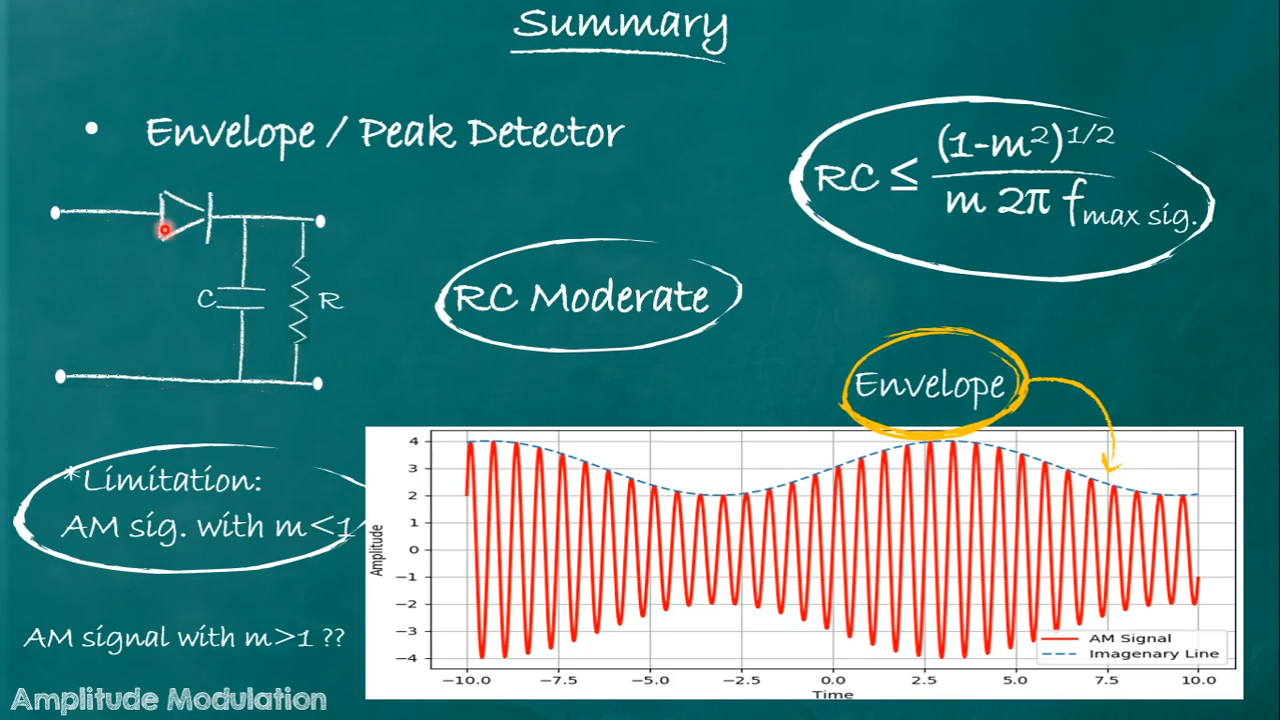 Summary
• Envelope / Peak Detector
RC ≤ (1-m²)^1/2 / m 2π f max sig.
C
R
RC Moderate
Envelope
*Limitation:
AM sig. with m<1
AM signal with m>1 ??
Amplitude Modulation
Amplitude
4
3
2
1
0
−1
−2
−3
−4
AM Signal
Imagenary Line
−10.0 −7.5 −5.0 −2.5 0.0 2.5 5.0 7.5 10.0
Time